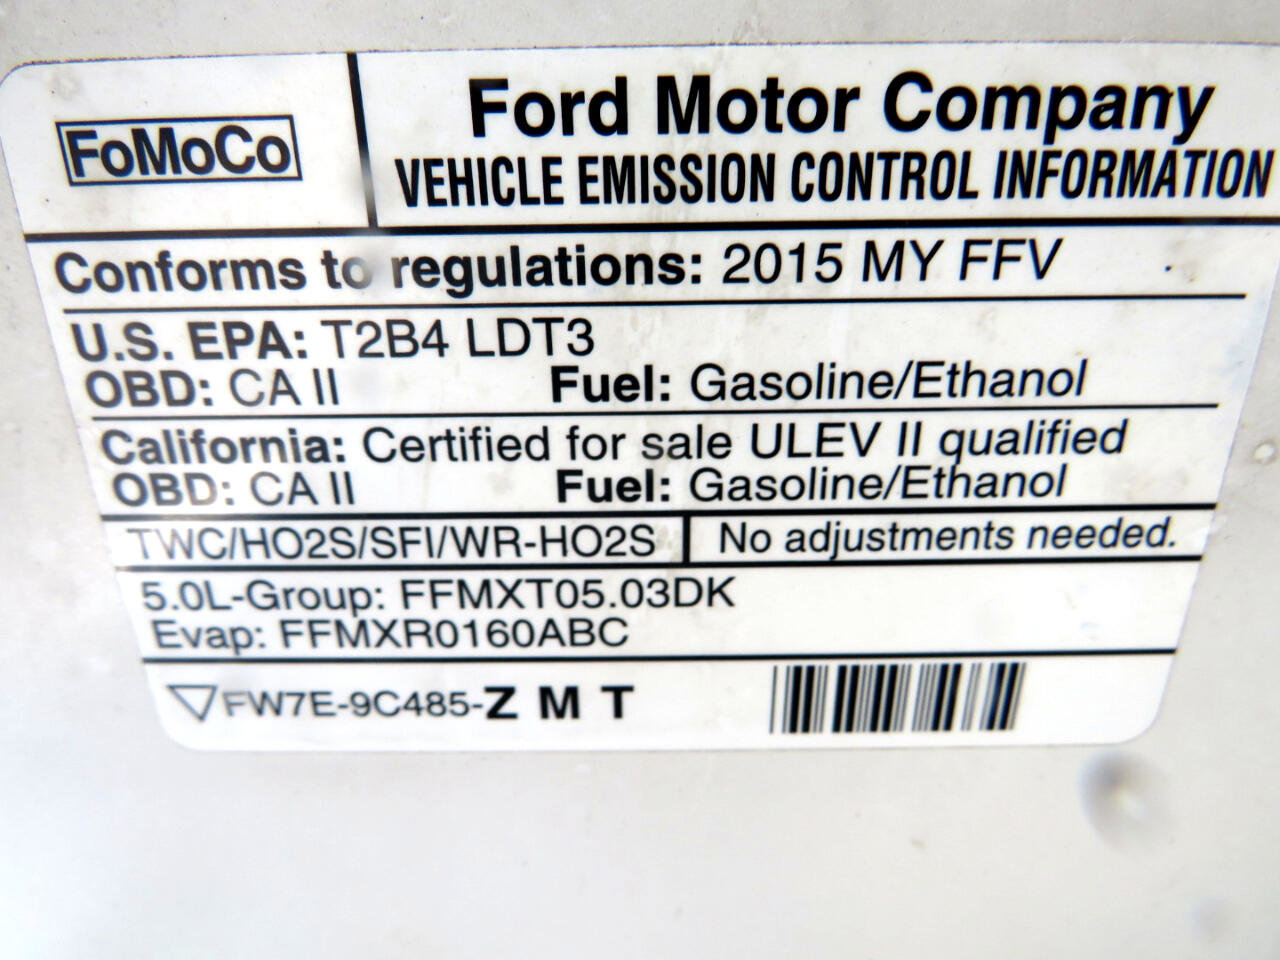 FoMoCo
Ford Motor Company
VEHICLE EMISSION CONTROL INFORMATION
Conforms to regulations: 2015 MY FFV
U.S. EPA: T2B4 LDT3
OBD: CA II Fuel: Gasoline/Ethanol
California: Certified for sale ULEV II qualified
OBD: CA II Fuel: Gasoline/Ethanol
TWC/HO2S/SFI/WR-HO2S No adjustments needed.
5.0L-Group: FFMXT05.03DK
Evap: FFMXR0160ABC
FW7E-9C485-Z M T